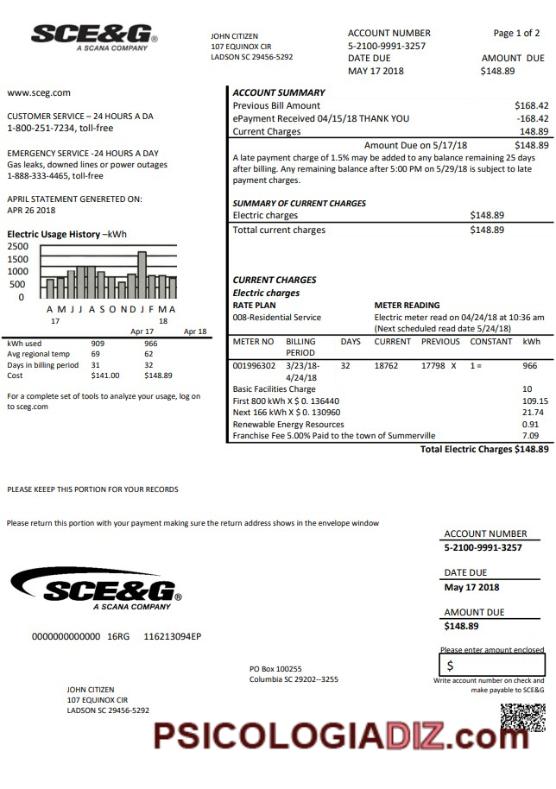 SCE&G®
A SCANA COMPANY
JOHN CITIZEN
107 EQUINOX CIR
LADSON SC 29456-5292
ACCOUNT NUMBER
5-2100-9991-3257
DATE DUE
MAY 17 2018
Page 1 of 2
AMOUNT DUE
$148.89
www.sceg.com
CUSTOMER SERVICE – 24 HOURS A DA
1-800-251-7234, toll-free
EMERGENCY SERVICE -24 HOURS A DAY
Gas leaks, downed lines or power outages
1-888-333-4465, toll-free
APRIL STATEMENT GENERETED ON:
APR 26 2018
Electric Usage History –kWh
2500
1500
1000
500
0
A M J J A S O N D J F M A
17 18
Apr 17 Apr 18
kWh used 909 966
Avg regional temp 69 62
Days in billing period 31 32
Cost $141.00 $148.89
For a complete set of tools to analyze your usage, log on
to sceg.com
ACCOUNT SUMMARY
Previous Bill Amount $168.42
ePayment Received 04/15/18 THANK YOU -168.42
Current Charges 148.89
Amount Due on 5/17/18 $148.89
A late payment charge of 1.5% may be added to any balance remaining 25 days
after billing. Any remaining balance after 5:00 PM on 5/29/18 is subject to late
payment charges.
SUMMARY OF CURRENT CHARGES
Electric charges $148.89
Tottal current charges $148.89
CURRENT CHARGES
Electric charges
RATE PLAN METER READING
008-Residential Service Electric meter read on 04/24/18 at 10:36 am
(Next scheduled read date 5/24/18)
METER NO BILLING PERIOD DAYS CURRENT PREVIOUS CONSTANT kWh
001996302 3/23/18-4/24/18 32 18762 17798 X 1 = 966
Basic Facilities Charge 10
First 800 kWh X $ 0. 136440 109.15
Next 166 kWh X $ 0. 130960 21.74
Renewable Energy Resources 0.91
Franchise Fee 5.00% Paid to the town of Summerville 7.09
Total Electric Charges $148.89
PLEASE KEEEP THIS PORTION FOR YOUR RECORDS
Please return this portion with your payment making sure the return address shows in the envelope window
ACCOUNT NUMBER
5-2100-9991-3257
DATE DUE
May 17 2018
AMOUNT DUE
$148.89
Please enter amount enclosed
$
Write account number on check and
make payable to SCE&G
SCE&G®
A SCANA COMPANY
0000000000000 16RG 116213094EP
PO Box 100255
Columbia SC 29202--3255
JOHN CITIZEN
107 EQUINOX CIR
LADSON SC 29456-5292
PSICOLOGIADIZ.com